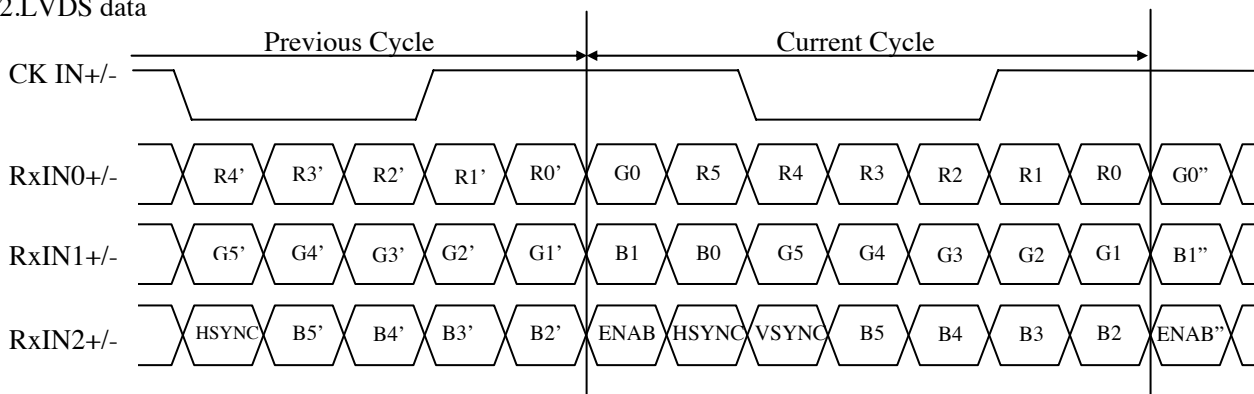 2.LVDS data
Previous Cycle Current Cycle
CK IN+/-
RxIN0+/- R4’ R3’ R2’ R1’ R0’ G0 R5 R4 R3 R2 R1 R0 G0”
RxIN1+/- G5’ G4’ G3’ G2’ G1’ B1 B0 G5 G4 G3 G2 G1 B1”
RxIN2+/- HSYNC B5’ B4’ B3’ B2’ ENAB HSYNC VSYNC B5 B4 B3 B2 ENAB”